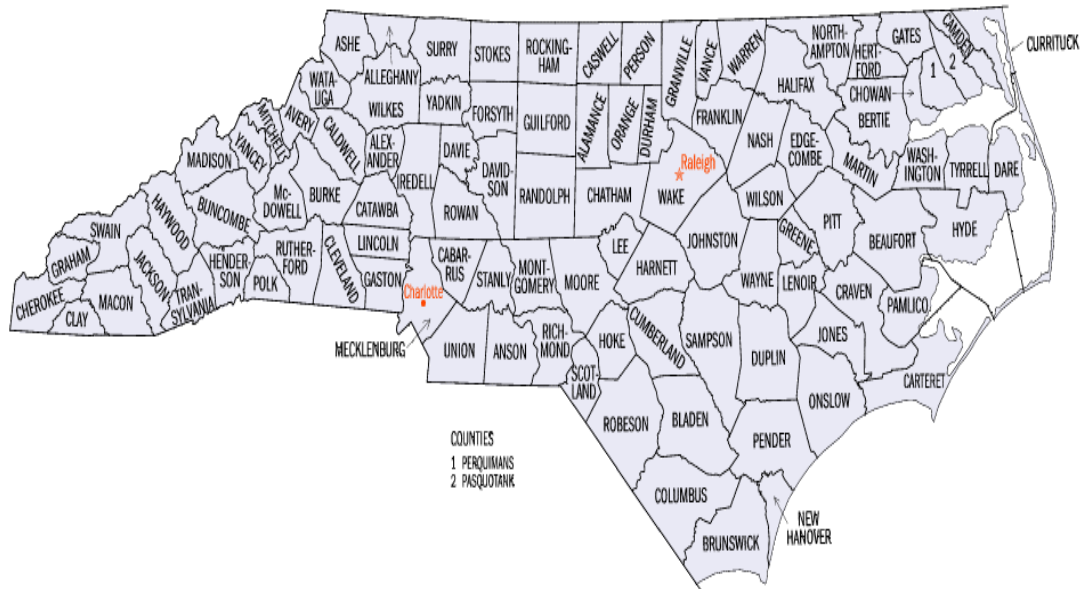 ASHE
ALLEGHANY
SURRY
STOKES
ROCKING-
HAM
CASWELL
PERSON
GRANVILLE
VANCE
WARREN
NORTH-
AMPTON
HERT-
FORD
GATES
CAMDEN
CURRITUCK
1
2
WATA-
UGA
WILKES
YADKIN
FORSYTH
GUILFORD
ALAMANCE
ORANGE
DURHAM
FRANKLIN
HALIFAX
CHOWAN
BERTIE
MITCHELL
AVERY
CALDWELL
ALEX-
ANDER
IREDELL
DAVIE
DAVID-
SON
NASH
EDGE-
COMBE
MARTIN
WASH-
INGTON
TYRRELL
DARE
MADISON
YANCEY
Mc-
DOWELL
BURKE
CATAWBA
ROWAN
RANDOLPH
CHATHAM
Raleigh
WAKE
WILSON
PITT
BEAUFORT
HYDE
SWAIN
HAYWOOD
BUNCOMBE
RUTHER-
FORD
LINCOLN
CABAR-
RUS
STANLY
MONT-
GOMERY
MOORE
LEE
HARNETT
JOHNSTON
GREENE
WAYNE
LENOIR
CRAVEN
PAMLICO
GRAHAM
JACKSON
HENDER-
SON
POLK
CLEVELAND
GASTON
Charlotte
CHEROKEE
CLAY
MACON
TRAN-
SYLVANIA
MECKLENBURG
UNION
ANSON
RICH-
MOND
HOKE
CUMBERLAND
SAMPSON
DUPLIN
JONES
CARTERET
SCOT-
LAND
ROBESON
BLADEN
ONSLOW
PENDER
COUNTIES
1 PERQUIMANS
2 PASQUOTANK
COLUMBUS
NEW
HANOVER
BRUNSWICK